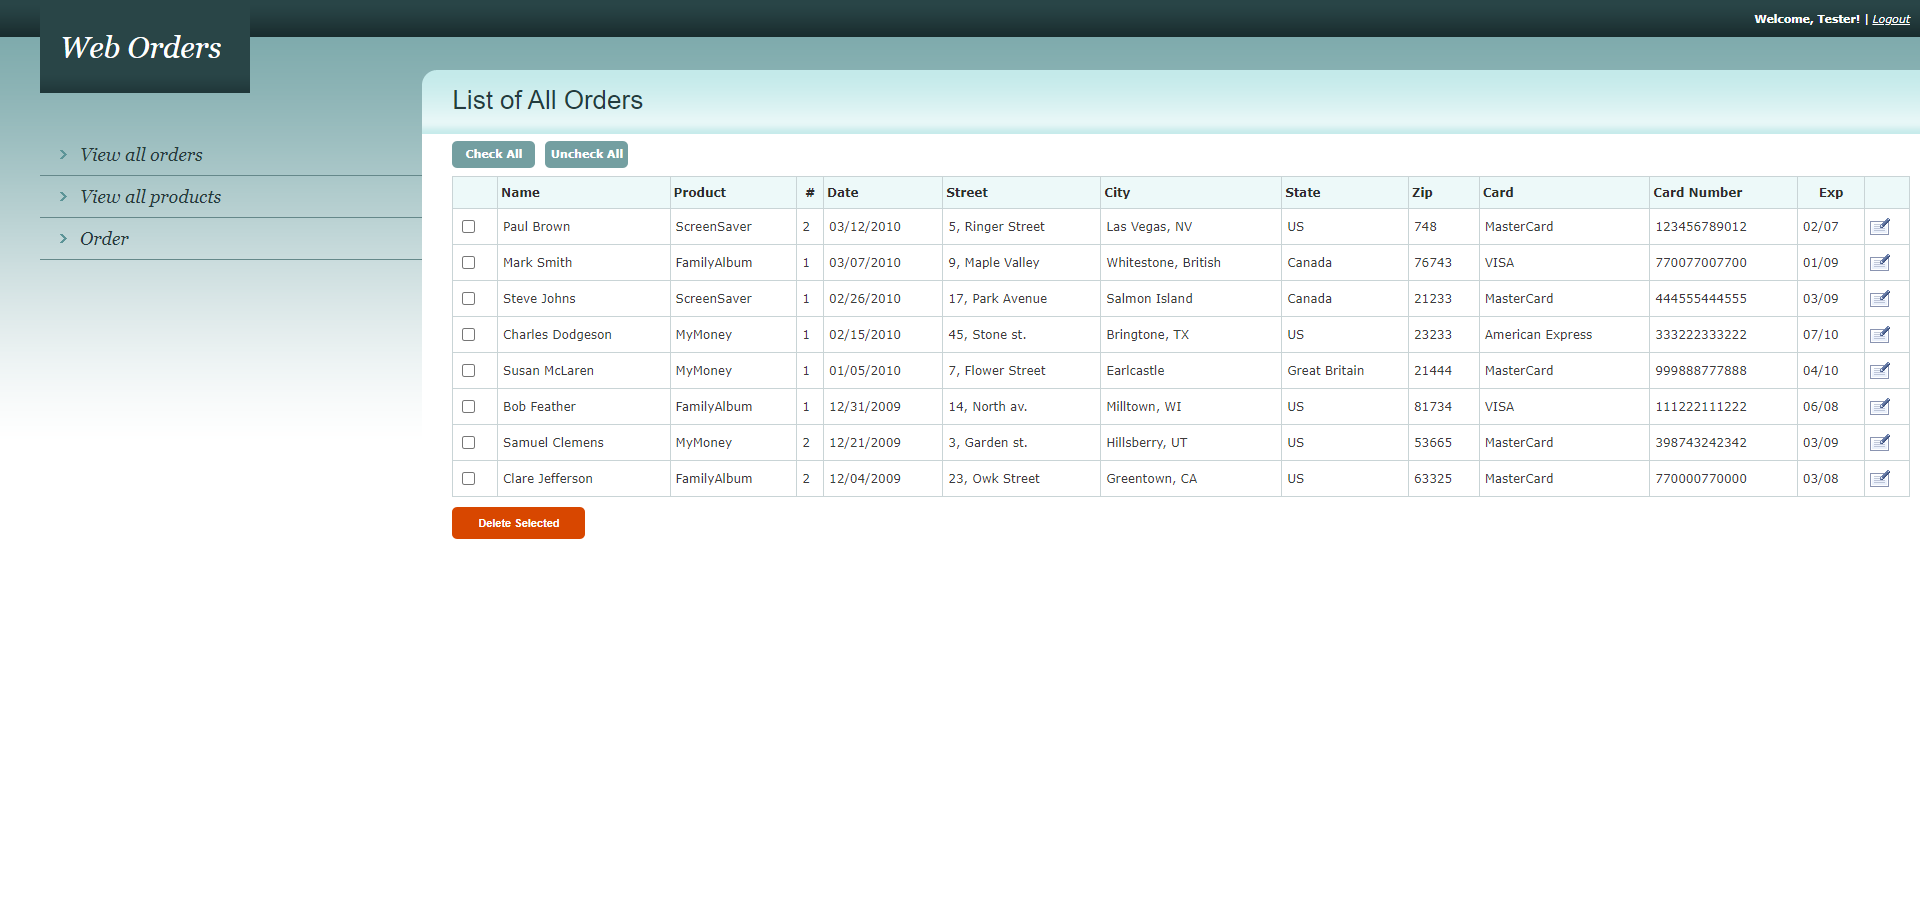 Welcome, Tester! | Logout
Web Orders
View all orders
View all products
Order
List of All Orders
Check All Uncheck All
Name Product # Date Street City State Zip Card Card Number Exp
Paul Brown ScreenSaver 2 03/12/2010 5, Ringer Street Las Vegas, NV US 748 MasterCard 123456789012 02/07
Mark Smith FamilyAlbum 1 03/07/2010 9, Maple Valley Whitestone, British Canada 76743 VISA 770077007700 01/09
Steve Johns ScreenSaver 1 02/26/2010 17, Park Avenue Salmon Island Canada 21233 MasterCard 444555444555 03/09
Charles Dodgeson MyMoney 1 02/15/2010 45, Stone st. Bringtone, TX US 23233 American Express 333222333222 07/10
Susan McLaren MyMoney 1 01/05/2010 7, Flower Street Earlcastle Great Britain 21444 MasterCard 999888777888 04/10
Bob Feather FamilyAlbum 1 12/31/2009 14, North av. Milltown, WI US 81734 VISA 111222111222 06/08
Samuel Clemens MyMoney 2 12/21/2009 3, Garden st. Hillsberry, UT US 53665 MasterCard 398743242342 03/09
Clare Jefferson FamilyAlbum 2 12/04/2009 23, Owk Street Greentown, CA US 63325 MasterCard 770000770000 03/08
Delete Selected